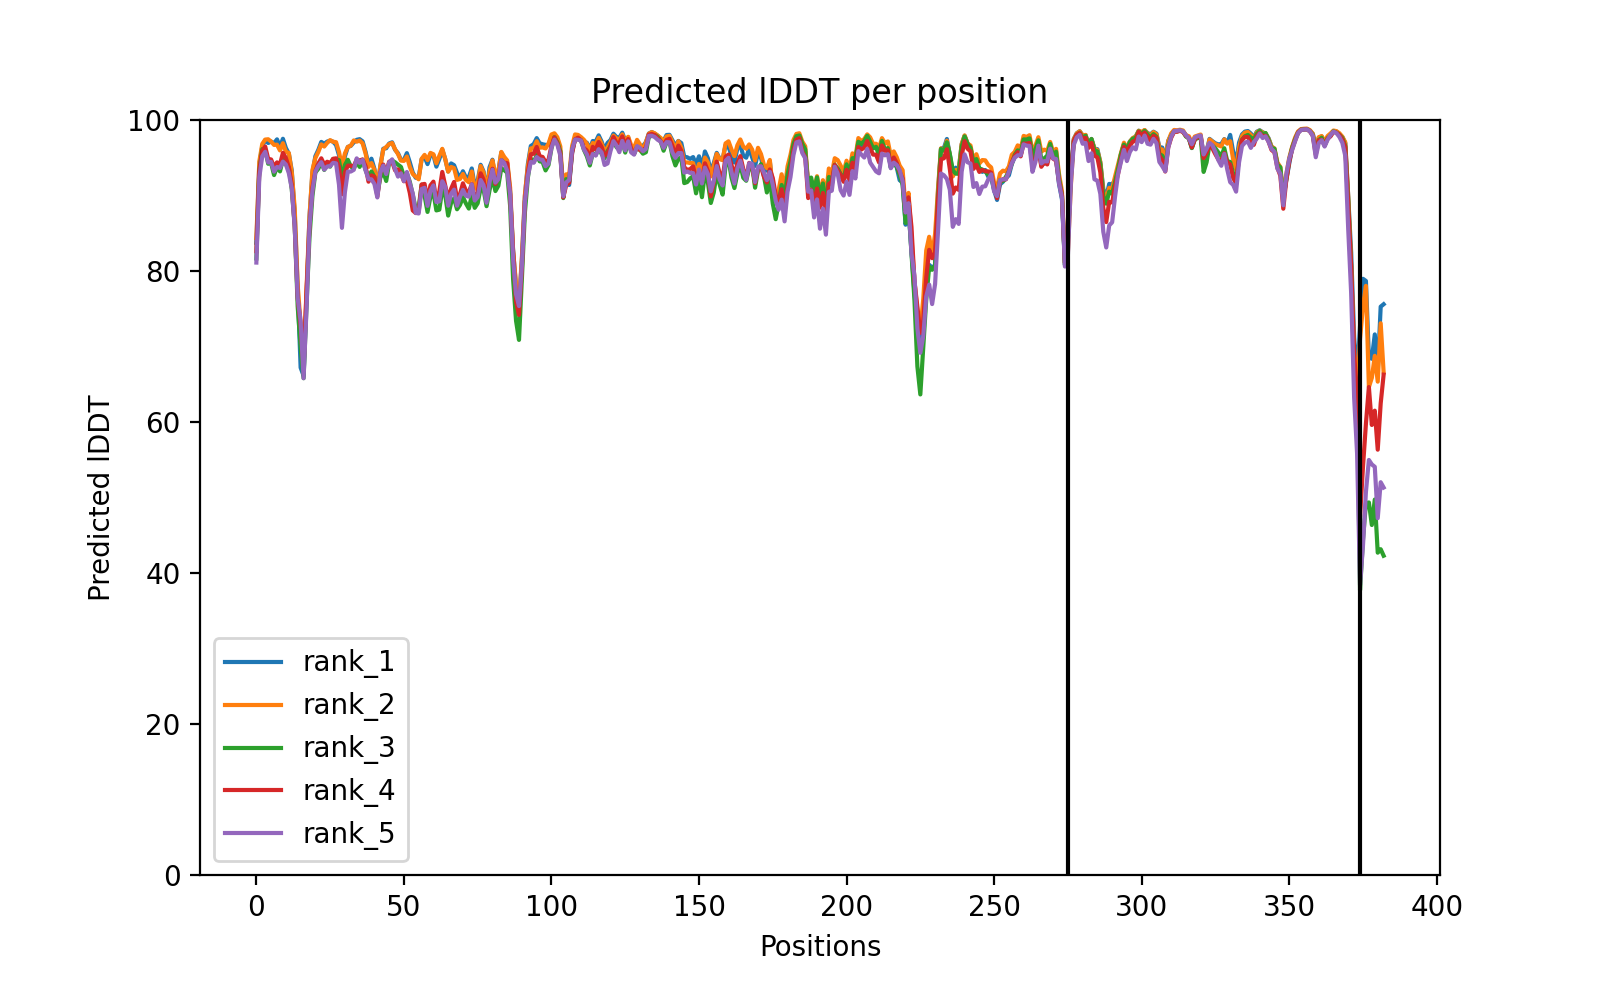 Predicted lDDT per position
100
80
60
40
20
0
Predicted lDDT
rank_1
rank_2
rank_3
rank_4
rank_5
0 50 100 150 200 250 300 350 400
Positions